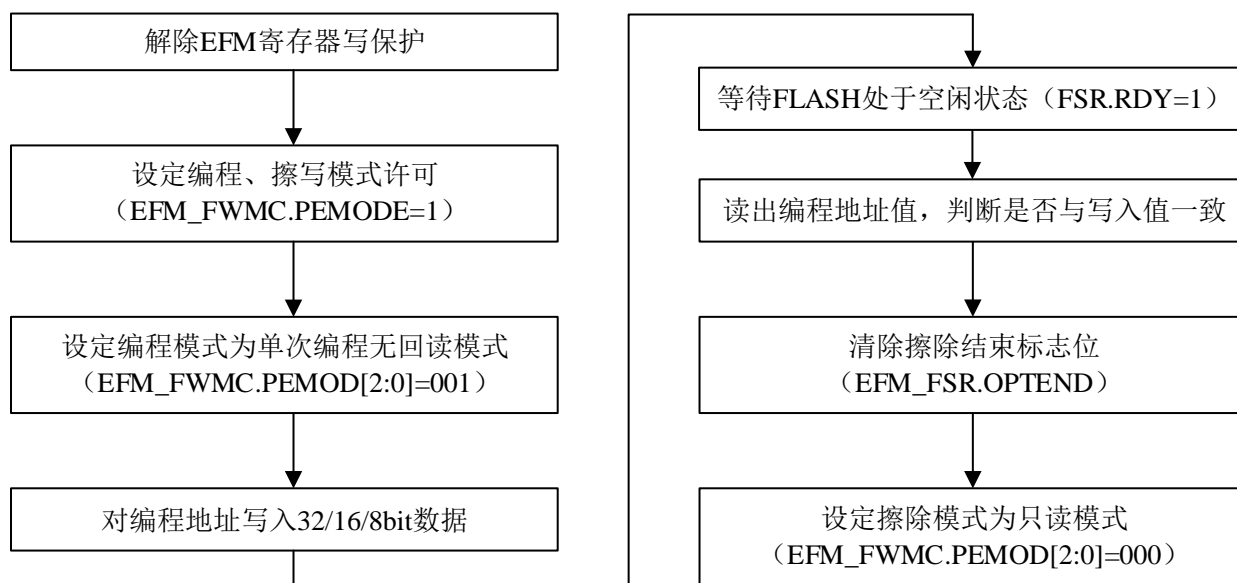 解除EFM寄存器写保护
设定编程、擦写模式许可
（EFM_FWMC.PEMODE=1）
设定编程模式为单次编程无回读模式
（EFM_FWMC.PEMOD[2:0]=001）
对编程地址写入32/16/8bit数据
等待FLASH处于空闲状态（FSR.RDY=1）
读出编程地址值，判断是否与写入值一致
清除擦除结束标志位
（EFM_FSR.OPTEND）
设定擦除模式为只读模式
（EFM_FWMC.PEMOD[2:0]=000）